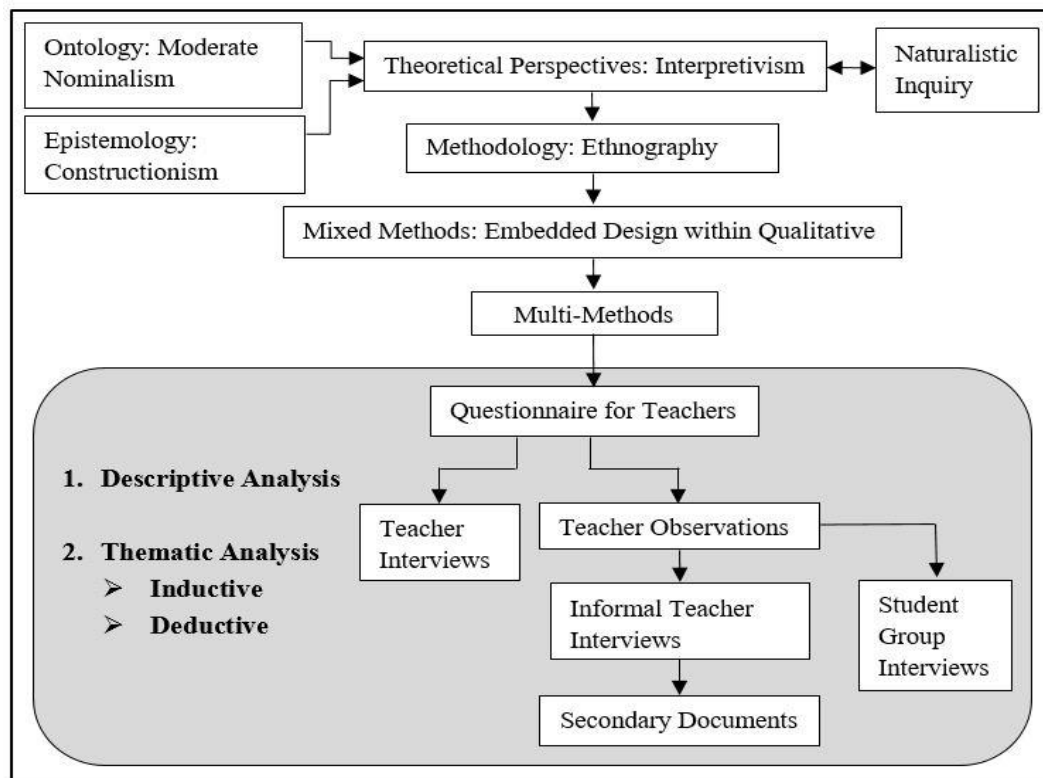 Ontology: Moderate
Nominalism
Theoretical Perspectives: Interpretivism
Naturalistic
Inquiry
Epistemology:
Constructionism
Methodology: Ethnography
Mixed Methods: Embedded Design within Qualitative
Multi-Methods
Questionnaire for Teachers
1. Descriptive Analysis
2. Thematic Analysis
➢ Inductive
➢ Deductive
Teacher
Interviews
Teacher Observations
Informal Teacher
Interviews
Student
Group
Interviews
Secondary Documents